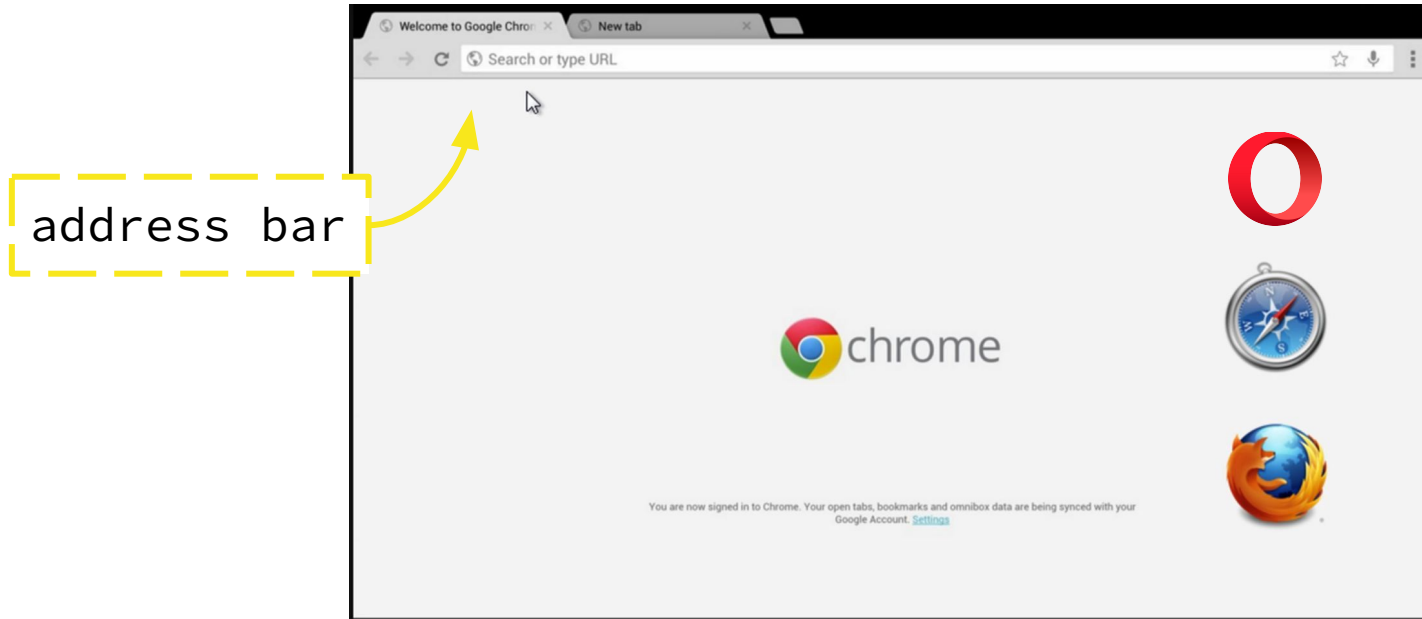 Welcome to Google Chron
New tab
Search or type URL
address bar
chrome
You are now signed in to Chrome. Your open tabs, bookmarks and omnibox data are being synced with your
Google Account. Settings
N
E
S
W